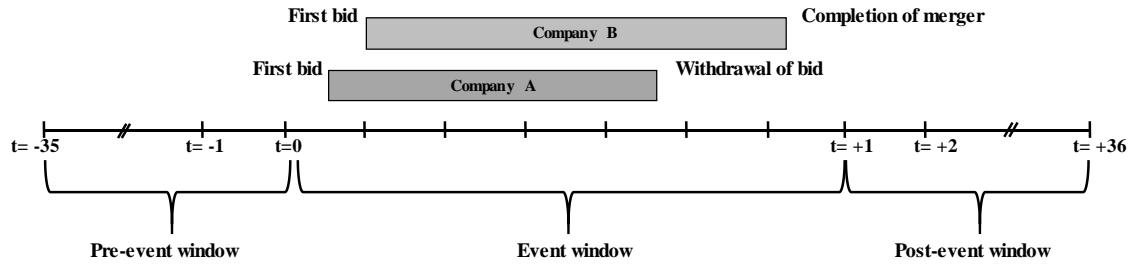 First bid
Company B
Completion of merger
First bid
Company A
Withdrawal of bid
t= -35
t= -1
t=0
t= +1
t= +2
t= +36
Pre-event window
Event window
Post-event window